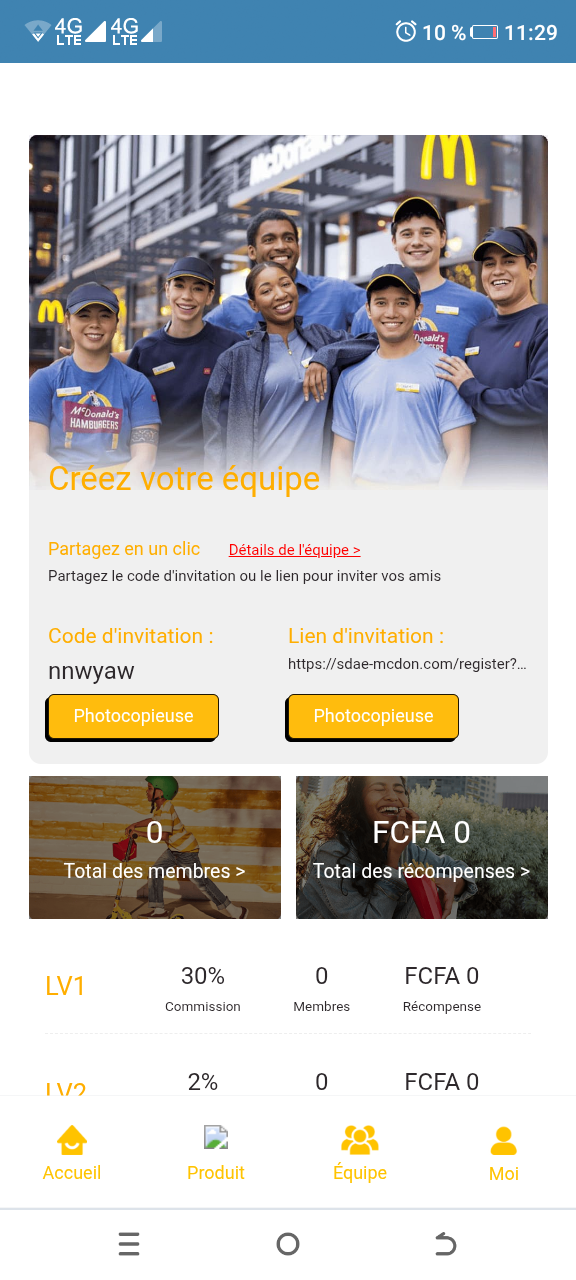 4G LTE 4G LTE 10 % 11:29
McDonald's
McDonald's
HAMBURGERS
Créez votre équipe
Partagez en un clic Détails de l'équipe >
Partagez le code d'invitation ou le lien pour inviter vos amis
Code d'invitation : Lien d'invitation :
nnwyaw https://sdae-mcdon.com/register?...
Photocopieuse Photocopieuse
0 FCFA 0
Total des membres > Total des récompenses >
LV1 30% 0 FCFA 0
Commission Membres Récompense
LV2 2% 0 FCFA 0
Accueil Produit Équipe Moi